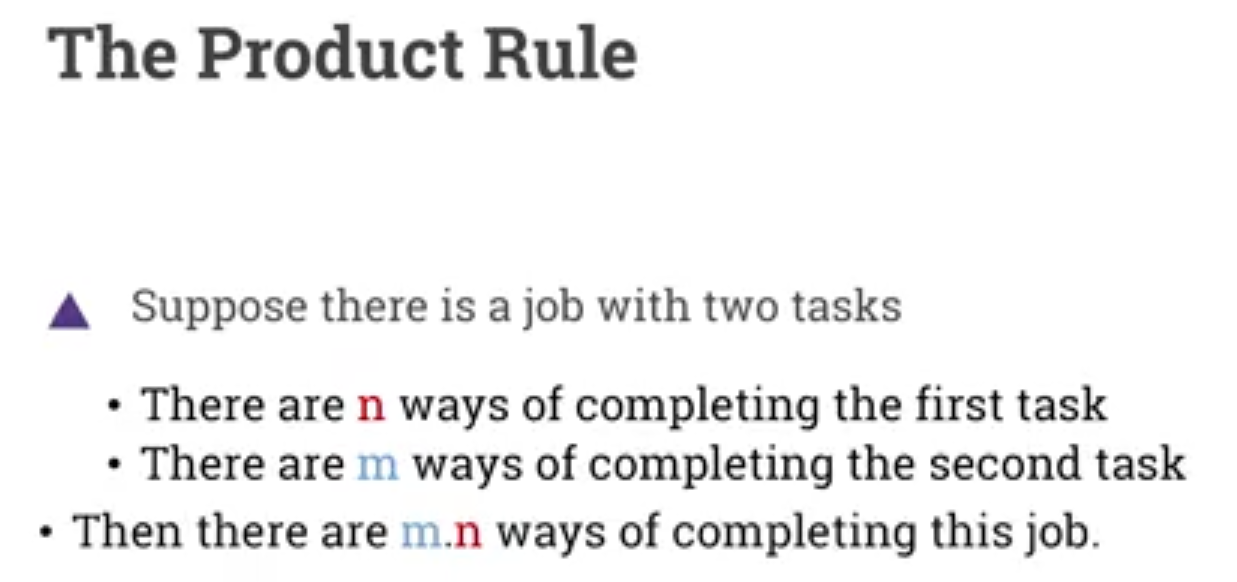 The Product Rule
Suppose there is a job with two tasks
• There are n ways of completing the first task
• There are m ways of completing the second task
• Then there are m.n ways of completing this job.